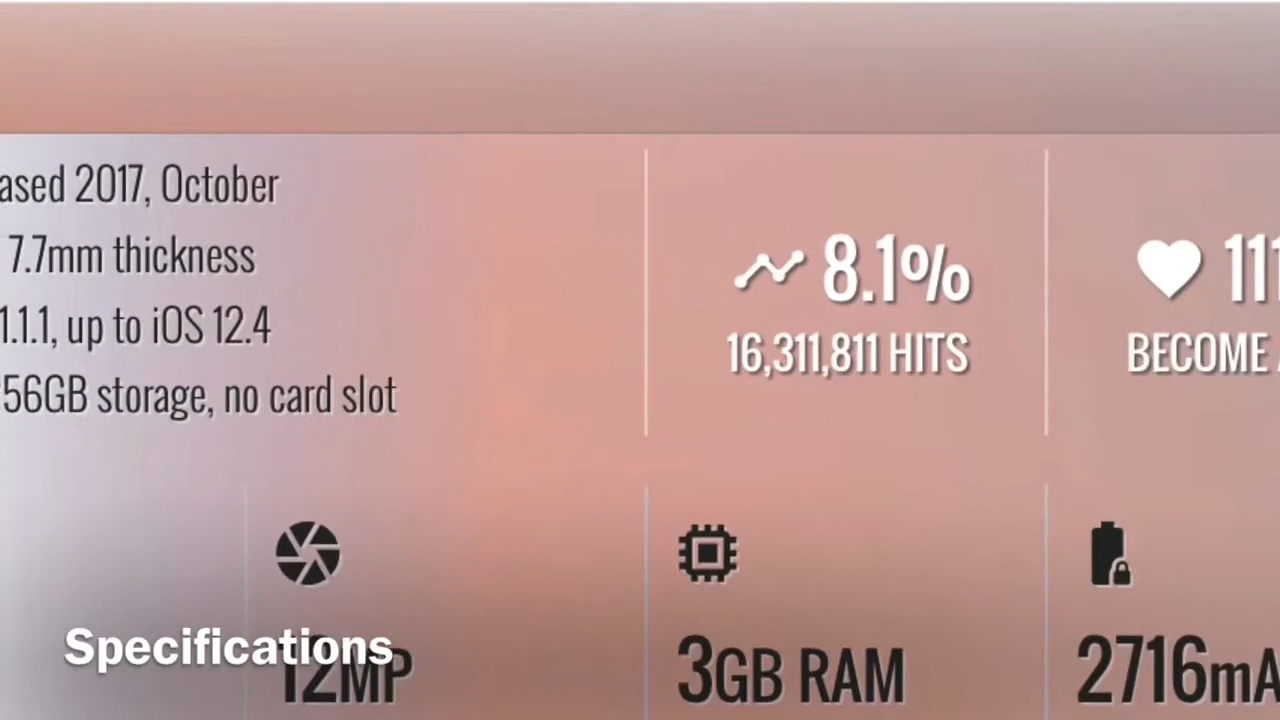 ased 2017, October
7.7mm thickness
1.1.1, up to iOS 12.4
56GB storage, no card slot
8.1%
16,311,811 HITS
111
BECOME
Specifications
12MP
3GB RAM
2716mA